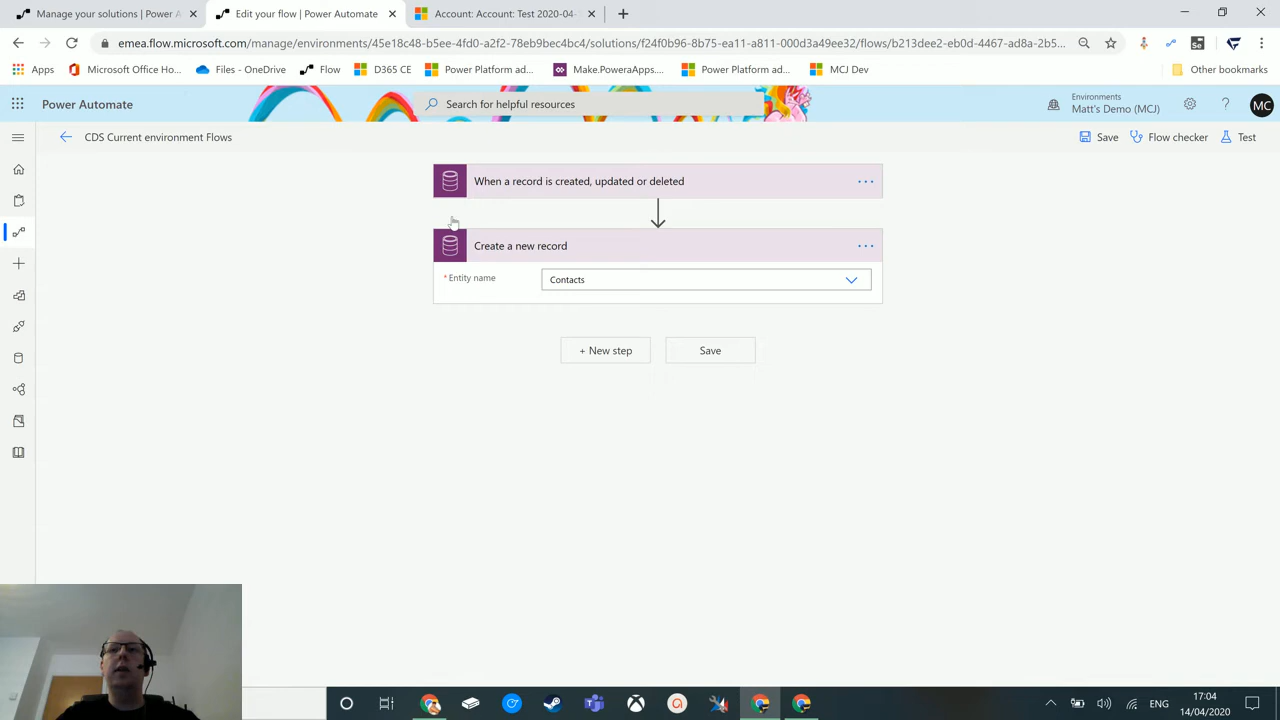 Manage your solutions | Power A
Edit your flow | Power Automate
Account: Account: Test 2020-04-
emea.flow.microsoft.com/manage/environments/45e18c48-b5ee-4fd0-a2f2-78eb9bec4bc4/solutions/f24f0b96-8b75-ea11-a811-000d3a49ee32/flows/b213dee2-eb0d-4467-ad8a-2b5...
Apps
Microsoft Office Ho...
Files - OneDrive
Flow
D365 CE
Power Platform ad...
Make.PoweraApps....
Power Platform ad...
MCJ Dev
Other bookmarks
Power Automate
Search for helpful resources
Environments
Matt's Demo (MCJ)
MC
CDS Current environment Flows
Save
Flow checker
Test
When a record is created, updated or deleted
Create a new record
* Entity name
Contacts
+ New step
Save
ENG
17:04
14/04/2020